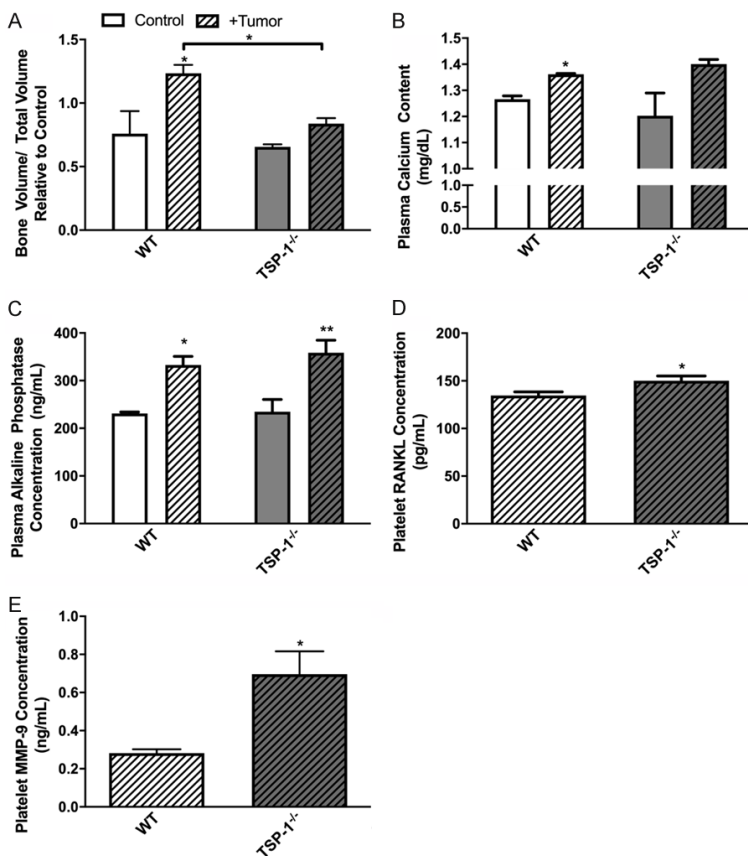 A
Control
+Tumor
Bone Volume/ Total Volume
Relative to Control
1.5
1.0
0.5
0.0
*
*
WT
TSP-1-/-
B
Plasma Calcium Content
(mg/dL)
1.5
1.4
1.3
1.2
1.1
1.0
1.0
0.5
0.0
*
WT
TSP-1-/-
C
Plasma Alkaline Phosphatase
Concentration (ng/mL)
400
300
200
100
0
*
**
WT
TSP-1-/-
D
Platelet RANKL Concentration
(pg/mL)
200
150
100
50
0
*
WT
TSP-1-/-
E
Platelet MMP-9 Concentration
(ng/mL)
1.0
0.8
0.6
0.4
0.2
0.0
*
WT
TSP-1-/-